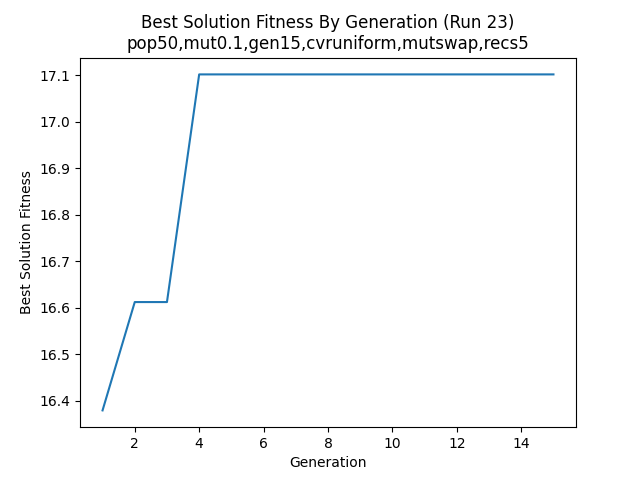 Best Solution Fitness By Generation (Run 23)
pop50,mut0.1,gen15,cvruniform,mutswap,recs5
17.1
17.0
16.9
16.8
16.7
16.6
16.5
16.4
Best Solution Fitness
2 4 6 8 10 12 14
Generation